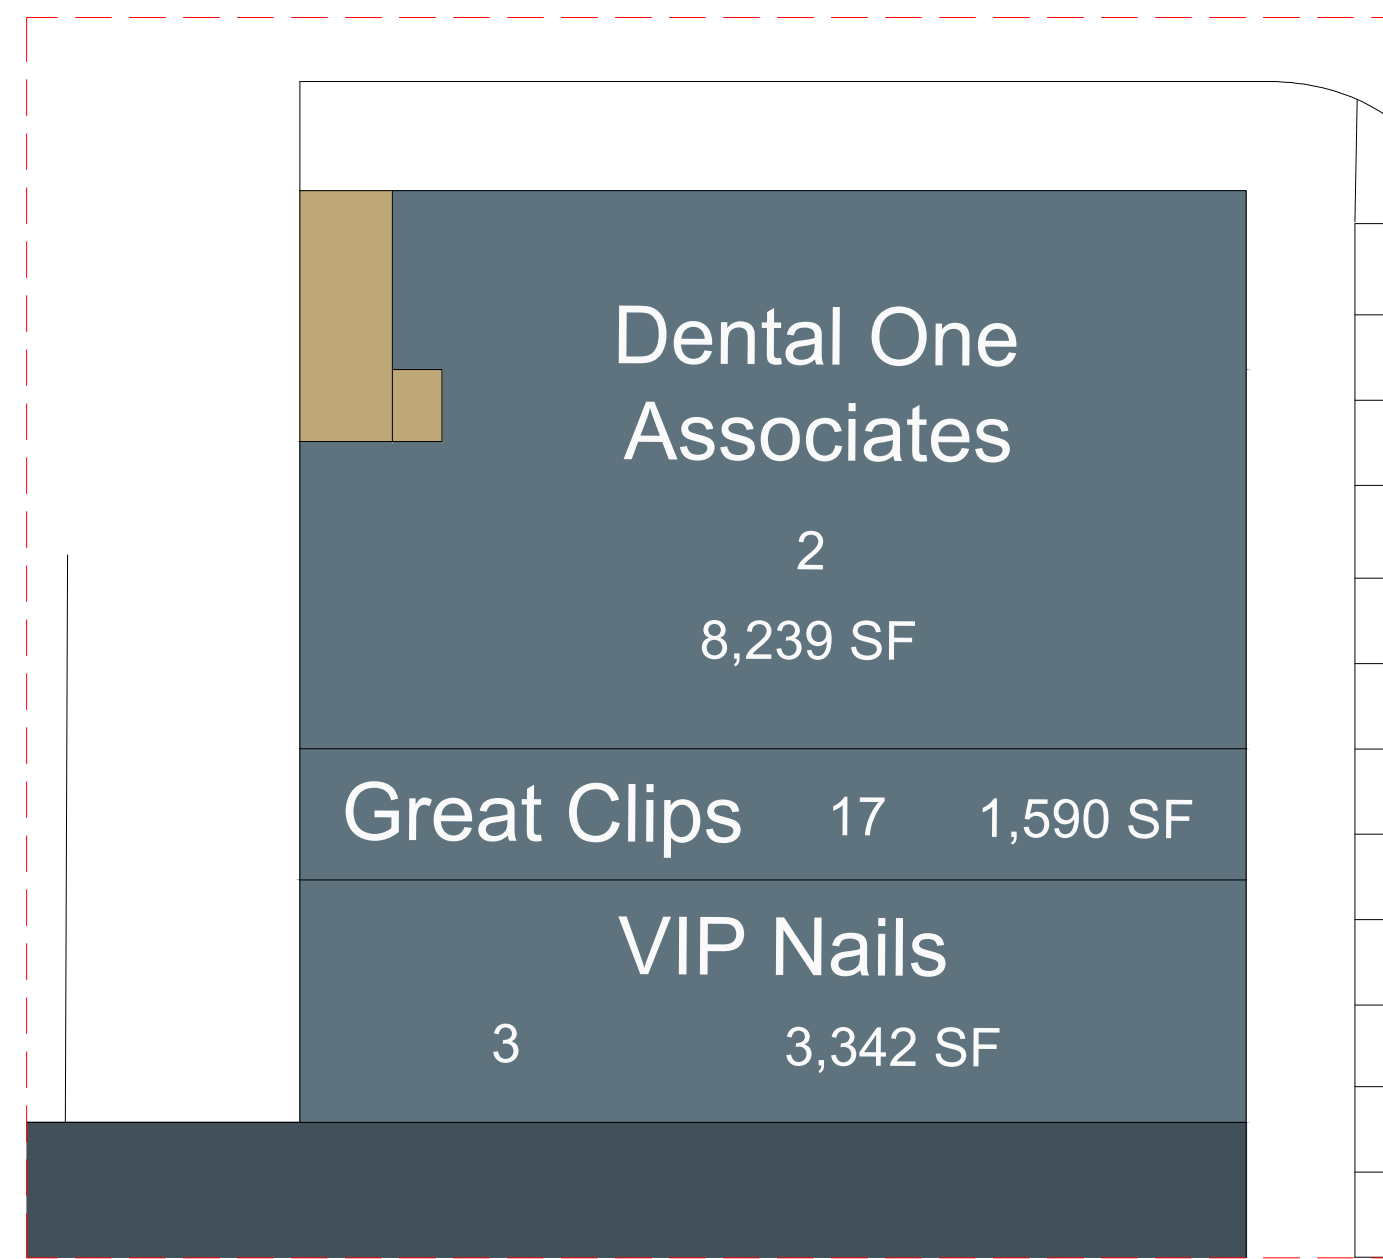 Dental One
Associates
2
8,239 SF
Great Clips 17 1,590 SF
VIP Nails
3 3,342 SF